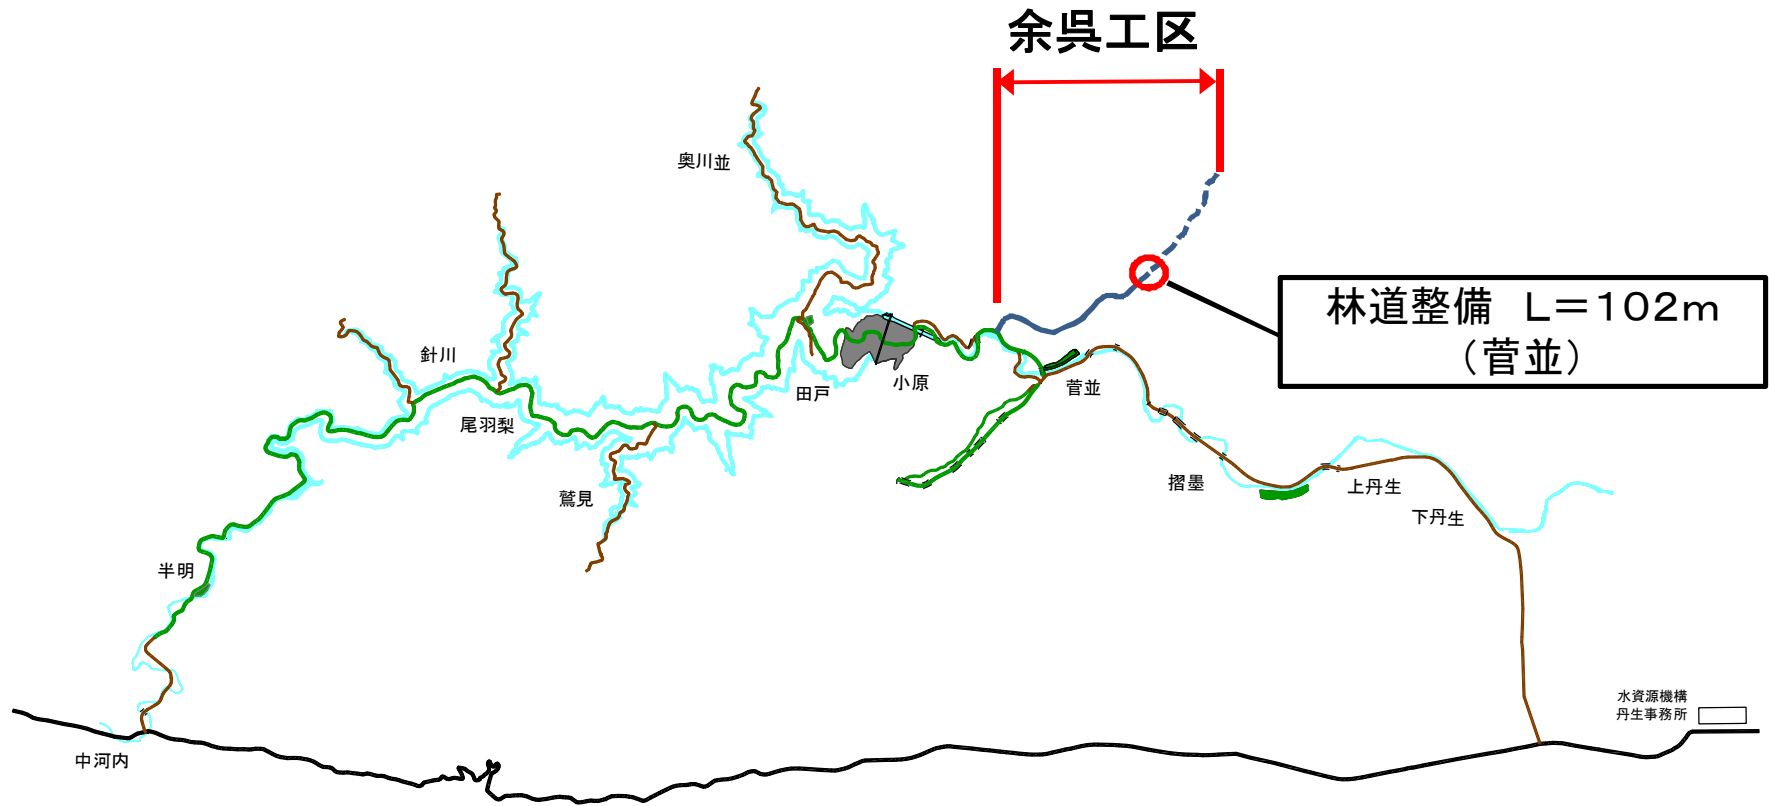 余呉工区
奥川並
林道整備　Ｌ＝１０２ｍ
（菅並）
針川
小原
菅並
田戸
尾羽梨
摺墨
上丹生
鷲見
下丹生
半明
水資源機構
丹生事務所
中河内